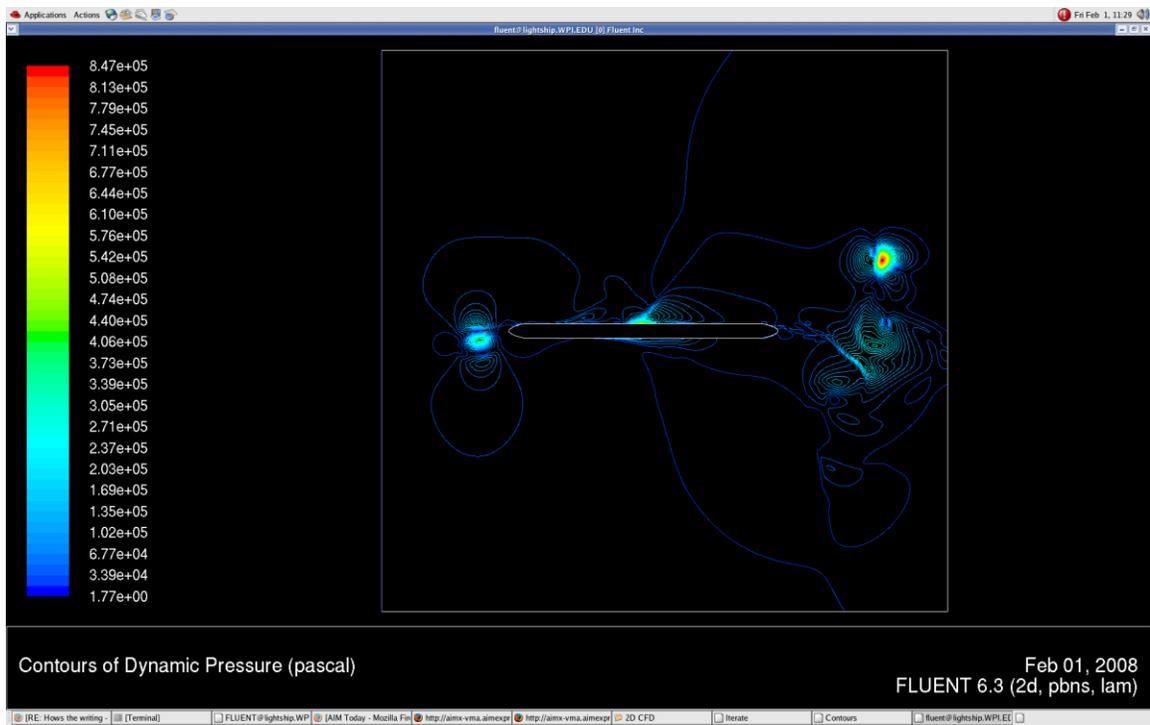 Applications Actions
Fri Feb 1, 11:29
fluent@lightship.WPI.EDU [0] Fluent Inc
8.47e+05
8.13e+05
7.79e+05
7.45e+05
7.11e+05
6.77e+05
6.44e+05
6.10e+05
5.76e+05
5.42e+05
5.08e+05
4.74e+05
4.40e+05
4.06e+05
3.73e+05
3.39e+05
3.05e+05
2.71e+05
2.37e+05
2.03e+05
1.69e+05
1.35e+05
1.02e+05
6.77e+04
3.39e+04
1.77e+00
Contours of Dynamic Pressure (pascal)
Feb 01, 2008
FLUENT 6.3 (2d, pbns, lam)
[RE: Hows the writing - [Terminal] FLUENT@lightship.WP [AIM Today - Mozilla Fir http://aimx-vma.aimexpr http://aimx-vma.aimexpr 2D CFD Iterate Contours fluent@lightship.WPI.ED